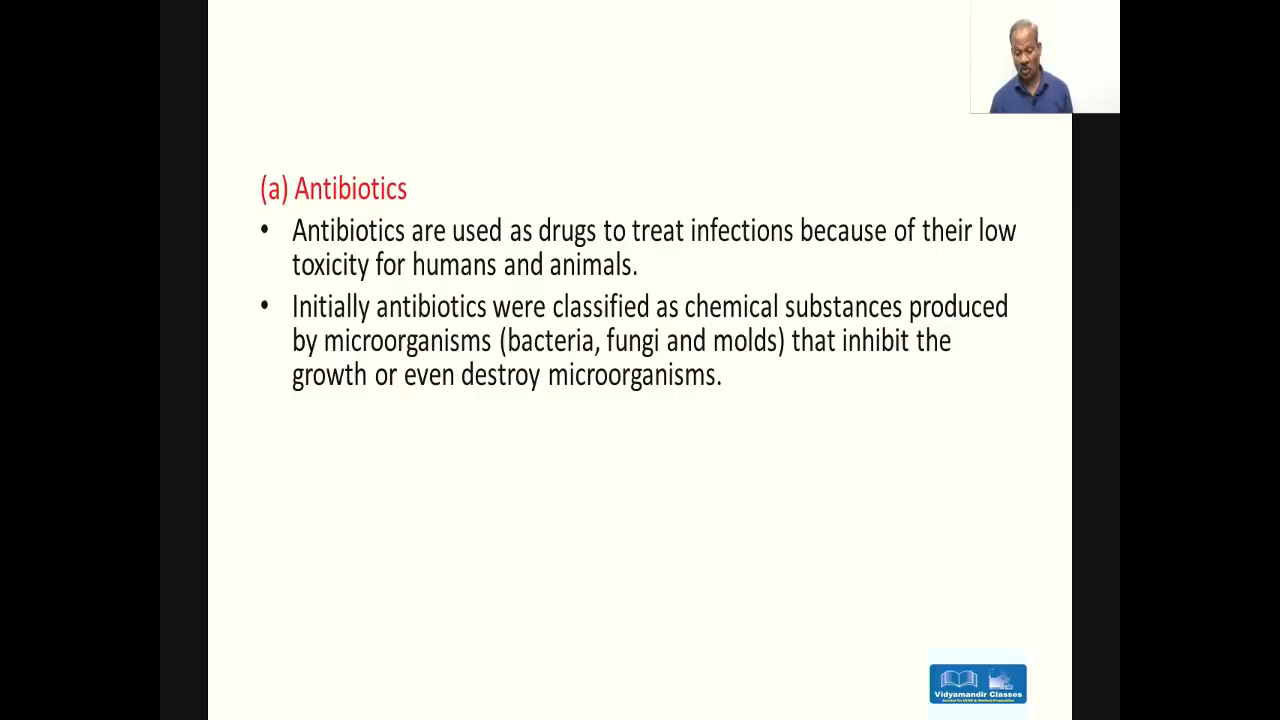 (a) Antibiotics
• Antibiotics are used as drugs to treat infections because of their low
toxicity for humans and animals.
• Initially antibiotics were classified as chemical substances produced
by microorganisms (bacteria, fungi and molds) that inhibit the
growth or even destroy microorganisms.
Vidyamandir Classes